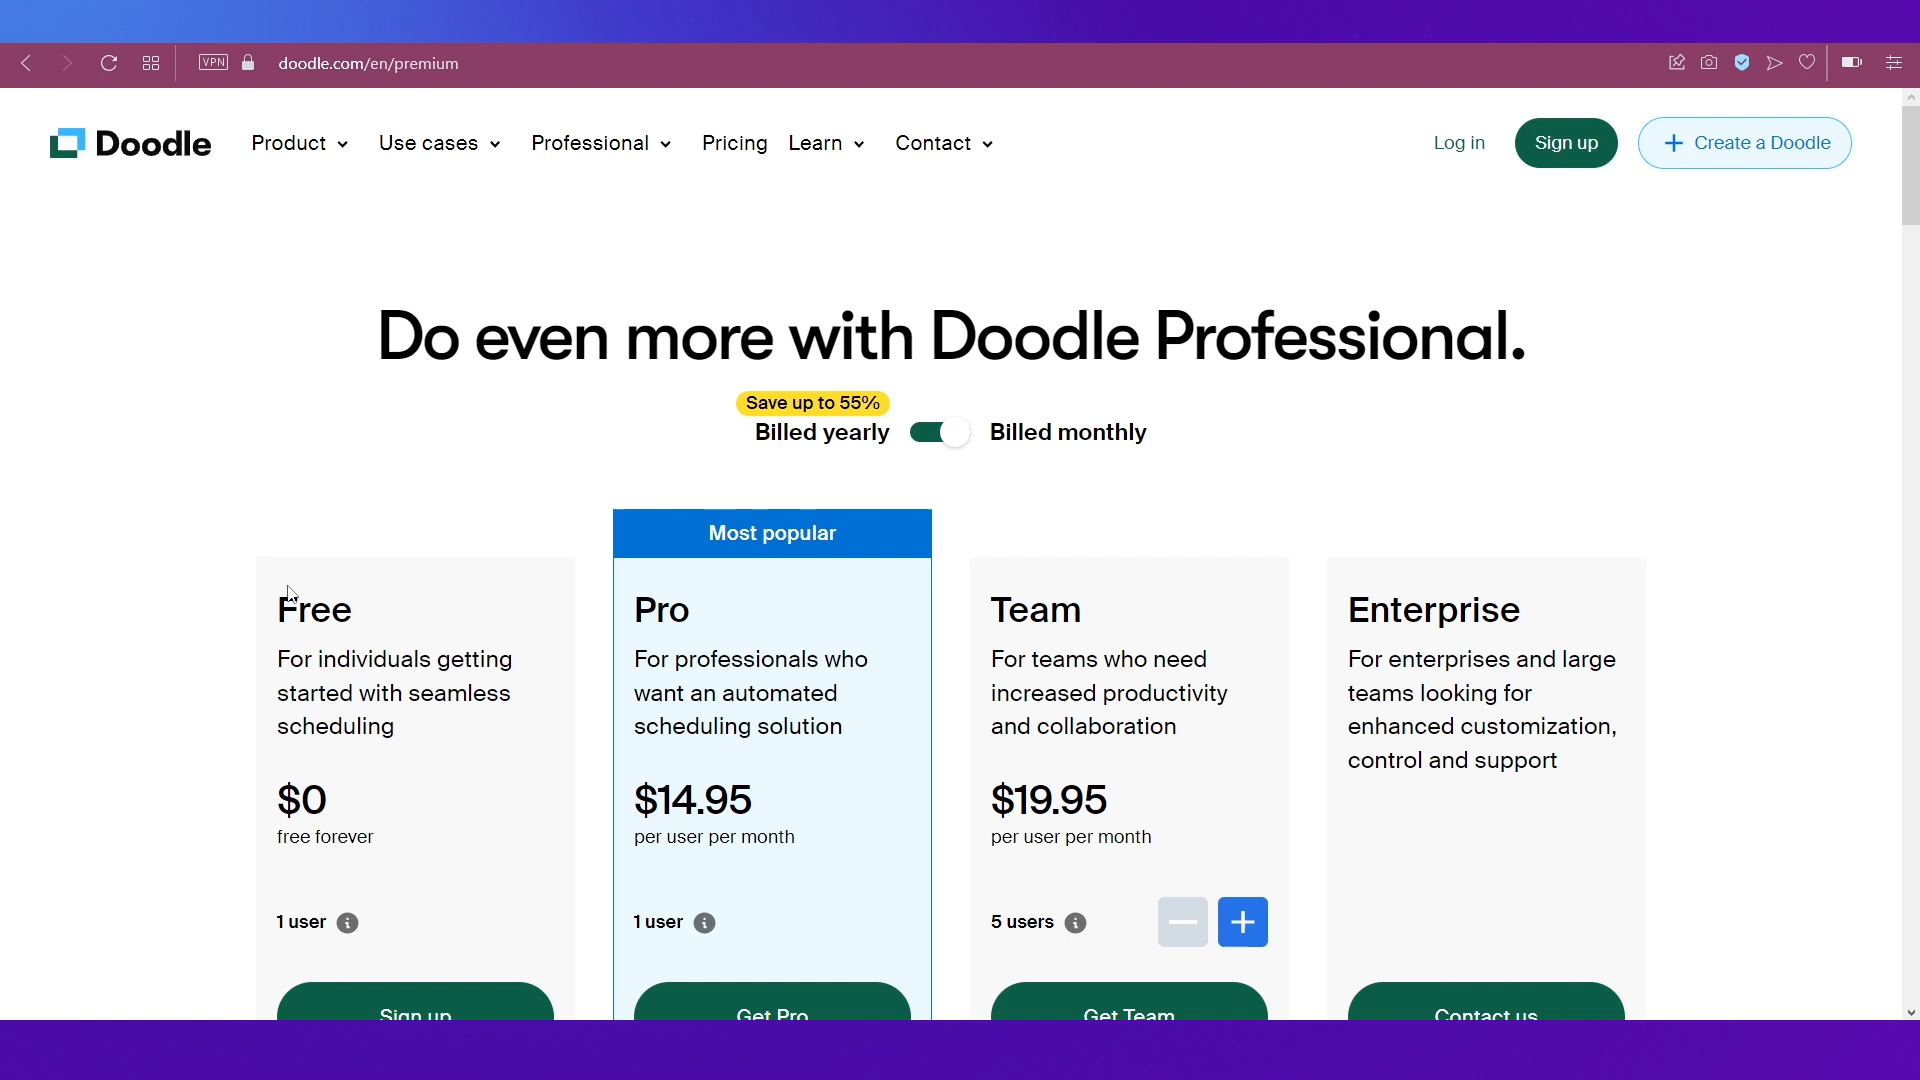 VPN doodle.com/en/premium
Doodle Product Use cases Professional Pricing Learn Contact Log in Sign up + Create a Doodle
Do even more with Doodle Professional.
Save up to 55%
Billed yearly Billed monthly
Most popular
Free
For individuals getting
started with seamless
scheduling
$0
free forever
1 user
Sign up
Pro
For professionals who
want an automated
scheduling solution
$14.95
per user per month
1 user
Get Pro
Team
For teams who need
increased productivity
and collaboration
$19.95
per user per month
5 users
Get Team
Enterprise
For enterprises and large
teams looking for
enhanced customization,
control and support
Contact us